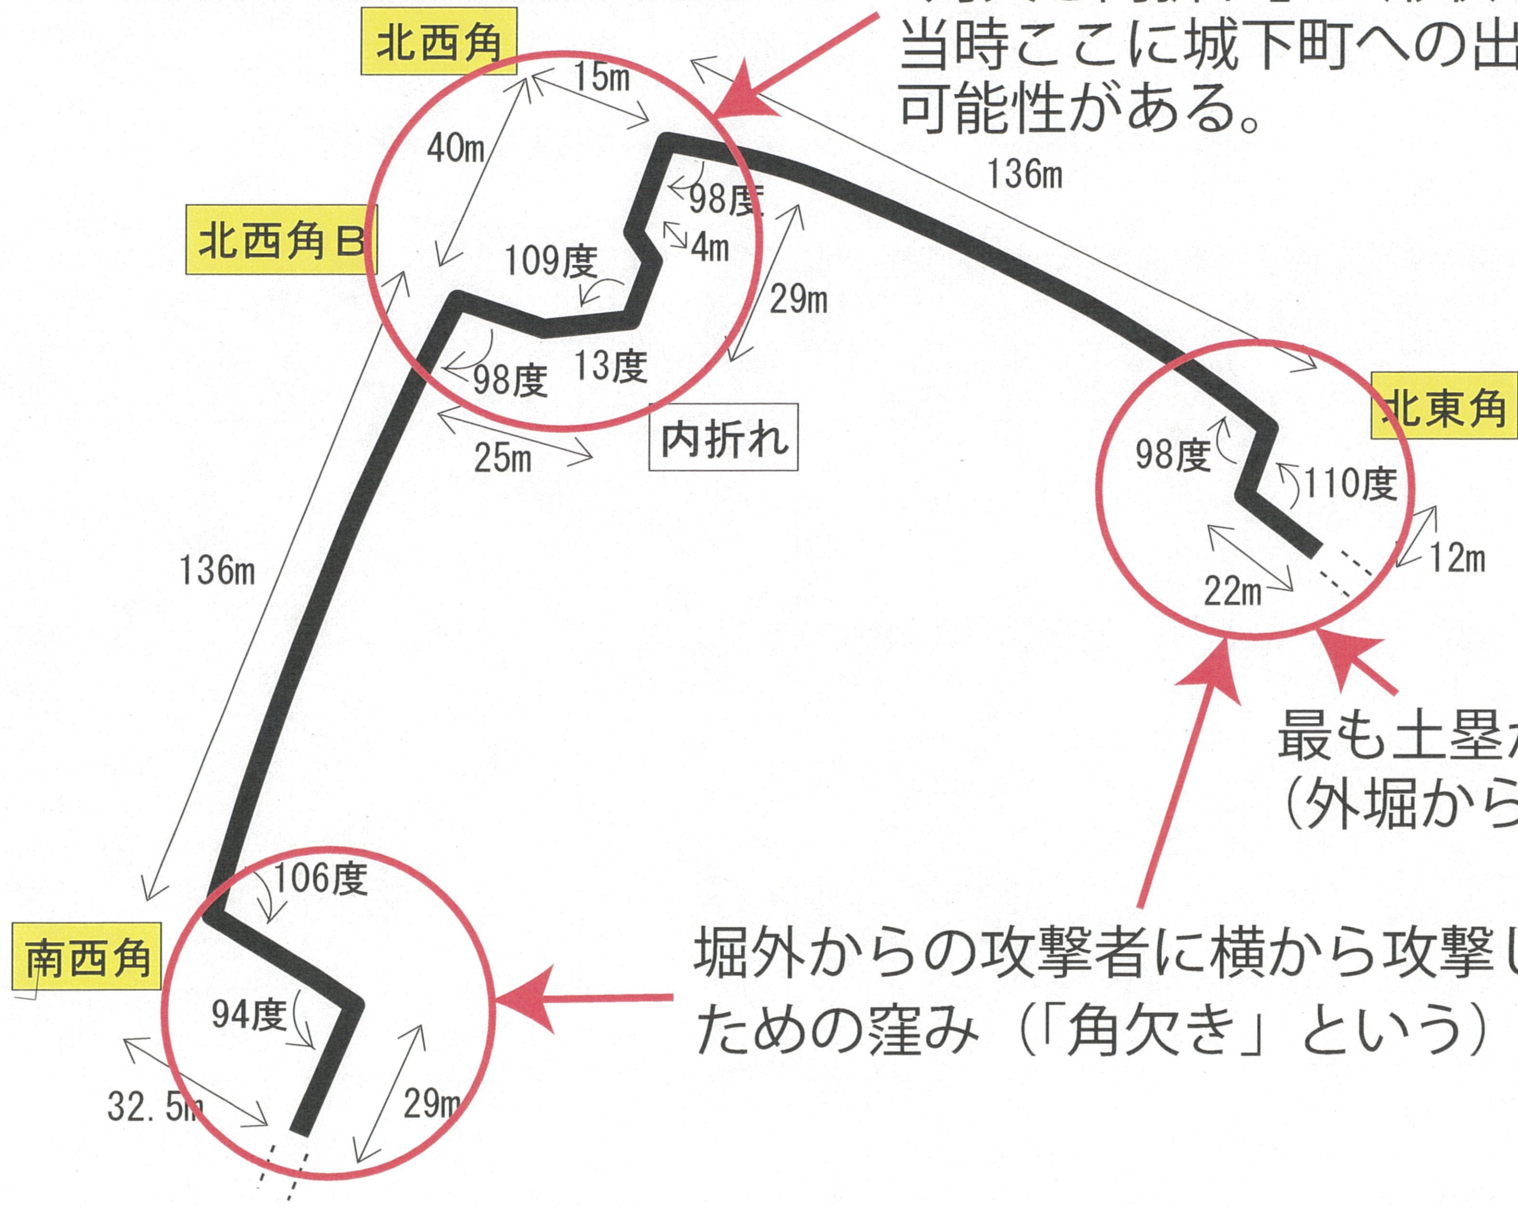 北西角
15m
当時ここに城下町への出
可能性がある。
40m
136m
98度
北西角B
109度
4m
29m
98度
13度
25m
内折れ
北東角
98度
110度
12m
22m
136m
最も土塁
(外堀から
106度
南西角
94度
堀外からの攻撃者に横から攻撃し
ための窪み(「角欠き」という)
32.5m
29m